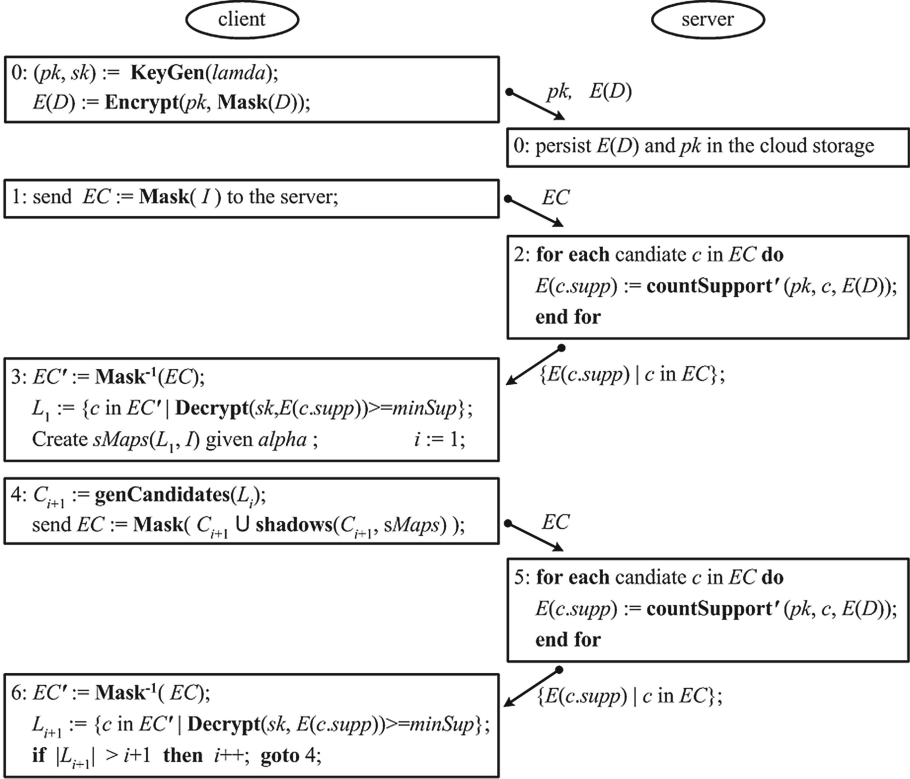 client
server
0: (pk, sk) := KeyGen(lamda);
E(D) := Encrypt(pk, Mask(D));
pk, E(D)
0: persist E(D) and pk in the cloud storage
1: send EC := Mask( I ) to the server;
EC
2: for each candiate c in EC do
E(c.supp) := countSupport′ (pk, c, E(D));
end for
{E(c.supp) | c in EC};
3: EC′ := Mask⁻¹(EC);
L₁ := {c in EC′ | Decrypt(sk,E(c.supp))>=minSup};
Create sMaps(L₁, I) given alpha ; i := 1;
4: Cᵢ₊₁ := genCandidates(Lᵢ);
send EC := Mask( Cᵢ₊₁ ∪ shadows(Cᵢ₊₁, sMaps) );
EC
5: for each candiate c in EC do
E(c.supp) := countSupport′ (pk, c, E(D));
end for
{E(c.supp) | c in EC};
6: EC′ := Mask⁻¹( EC);
Lᵢ₊₁ := {c in EC′ | Decrypt(sk, E(c.supp))>=minSup};
if |Lᵢ₊₁| > i+1 then i++; goto 4;